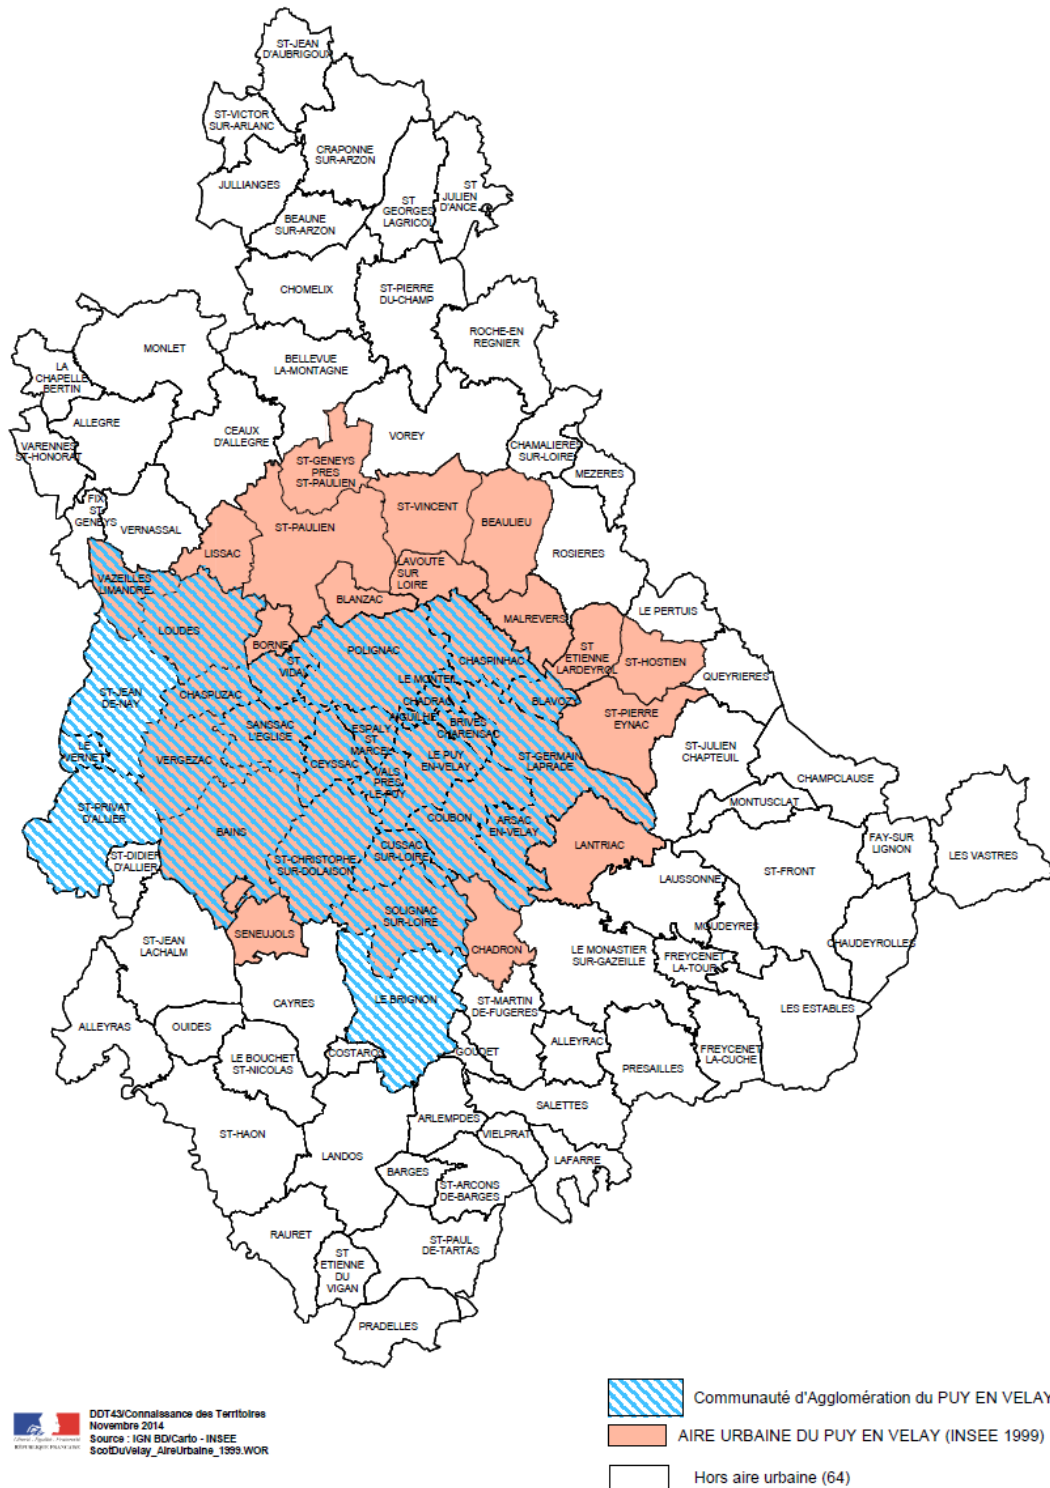 ST-JEAN
D'AUBRIGOUX
ST-VICTOR
SUR-ARLANC
CRAPONNE
SUR-ARZON
JULLIANGES
ST
GEORGES
LAGRICOL
ST
JULIEN
D'ANCE
BEAUNE
SUR-ARZON
CHOMELIX
ST-PIERRE
DU-CHAMP
ROCHE-EN
REGNIER
MONLET
BELLEVUE
LA-MONTAGNE
LA
CHAPELLE
BERTIN
ALLEGRE
CEAUX
D'ALLEGRE
VOREY
VARENNES
ST-HONORAT
CHAMALIERES
SUR-LOIRE
MEZERES
ST-GENEYS
PRES
ST-PAULIEN
FIX
ST
GENEYS
VERNASSAL
ST-PAULIEN
ST-VINCENT
BEAULIEU
LISSAC
ROSIERES
LAVOUTE
SUR
LOIRE
VAZEILLES
LIMANDRE
BLANZAC
LE PERTUIS
MALREVERS
LOUDES
BORNE
POLIGNAC
ST
ETIENNE
LARDEYROL
ST-HOSTIEN
ST
VIDAL
CHASPINHAC
QUEYRIERES
LE MONTEIL
ST-JEAN
DE-NAY
CHASPUZAC
CHADRAC
BLAVOZY
ST-PIERRE
EYNAC
AIGUILHE
SANSSAC
L'EGLISE
ESPALY
ST
MARCEL
BRIVES
CHARENSAC
LE
VERNET
VERGEZAC
CEYSSAC
LE PUY
EN-VELAY
ST-GERMAIN
LAPRADE
ST-JULIEN
CHAPTEUIL
VALS
PRES
LE-PUY
CHAMPCLAUSE
ST-PRIVAT
D'ALLIER
MONTUSCLAT
BAINS
COUBON
ARSAC
EN-VELAY
LANTRIAC
FAY-SUR
LIGNON
LES VASTRES
ST-DIDIER
D'ALLIER
ST-CHRISTOPHE
SUR-DOLAISON
CUSSAC
SUR-LOIRE
LAUSSONNE
ST-FRONT
SOLIGNAC
SUR-LOIRE
MOUDEYRES
SENEUJOLS
CHADRON
ST-JEAN
LACHALM
LE MONASTIER
SUR-GAZEILLE
FREYCENET
LA-TOUR
CHAUDEYROLLES
CAYRES
LE BRIGNON
ST-MARTIN
DE-FUGERES
LES ESTABLES
ALLEYRAS
OUIDES
COSTAROS
GOUDET
ALLEYRAC
FREYCENET
LA-CUCHE
LE BOUCHET
ST-NICOLAS
PRESAILLES
SALETTES
ARLEMPDES
ST-HAON
VIELPRAT
LANDOS
LAFARRE
BARGES
ST-ARCONS
DE-BARGES
RAURET
ST-PAUL
DE-TARTAS
ST
ETIENNE
DU
VIGAN
PRADELLES
Communauté d'Agglomération du PUY EN VELAY
AIRE URBAINE DU PUY EN VELAY (INSEE 1999)
Hors aire urbaine (64)
DDT43/Connaissance des Territoires
Novembre 2014
Source : IGN BD/Carto - INSEE
ScotDuVelay_AireUrbaine_1999.WOR
Liberté • Égalité • Fraternité
RÉPUBLIQUE FRANÇAISE